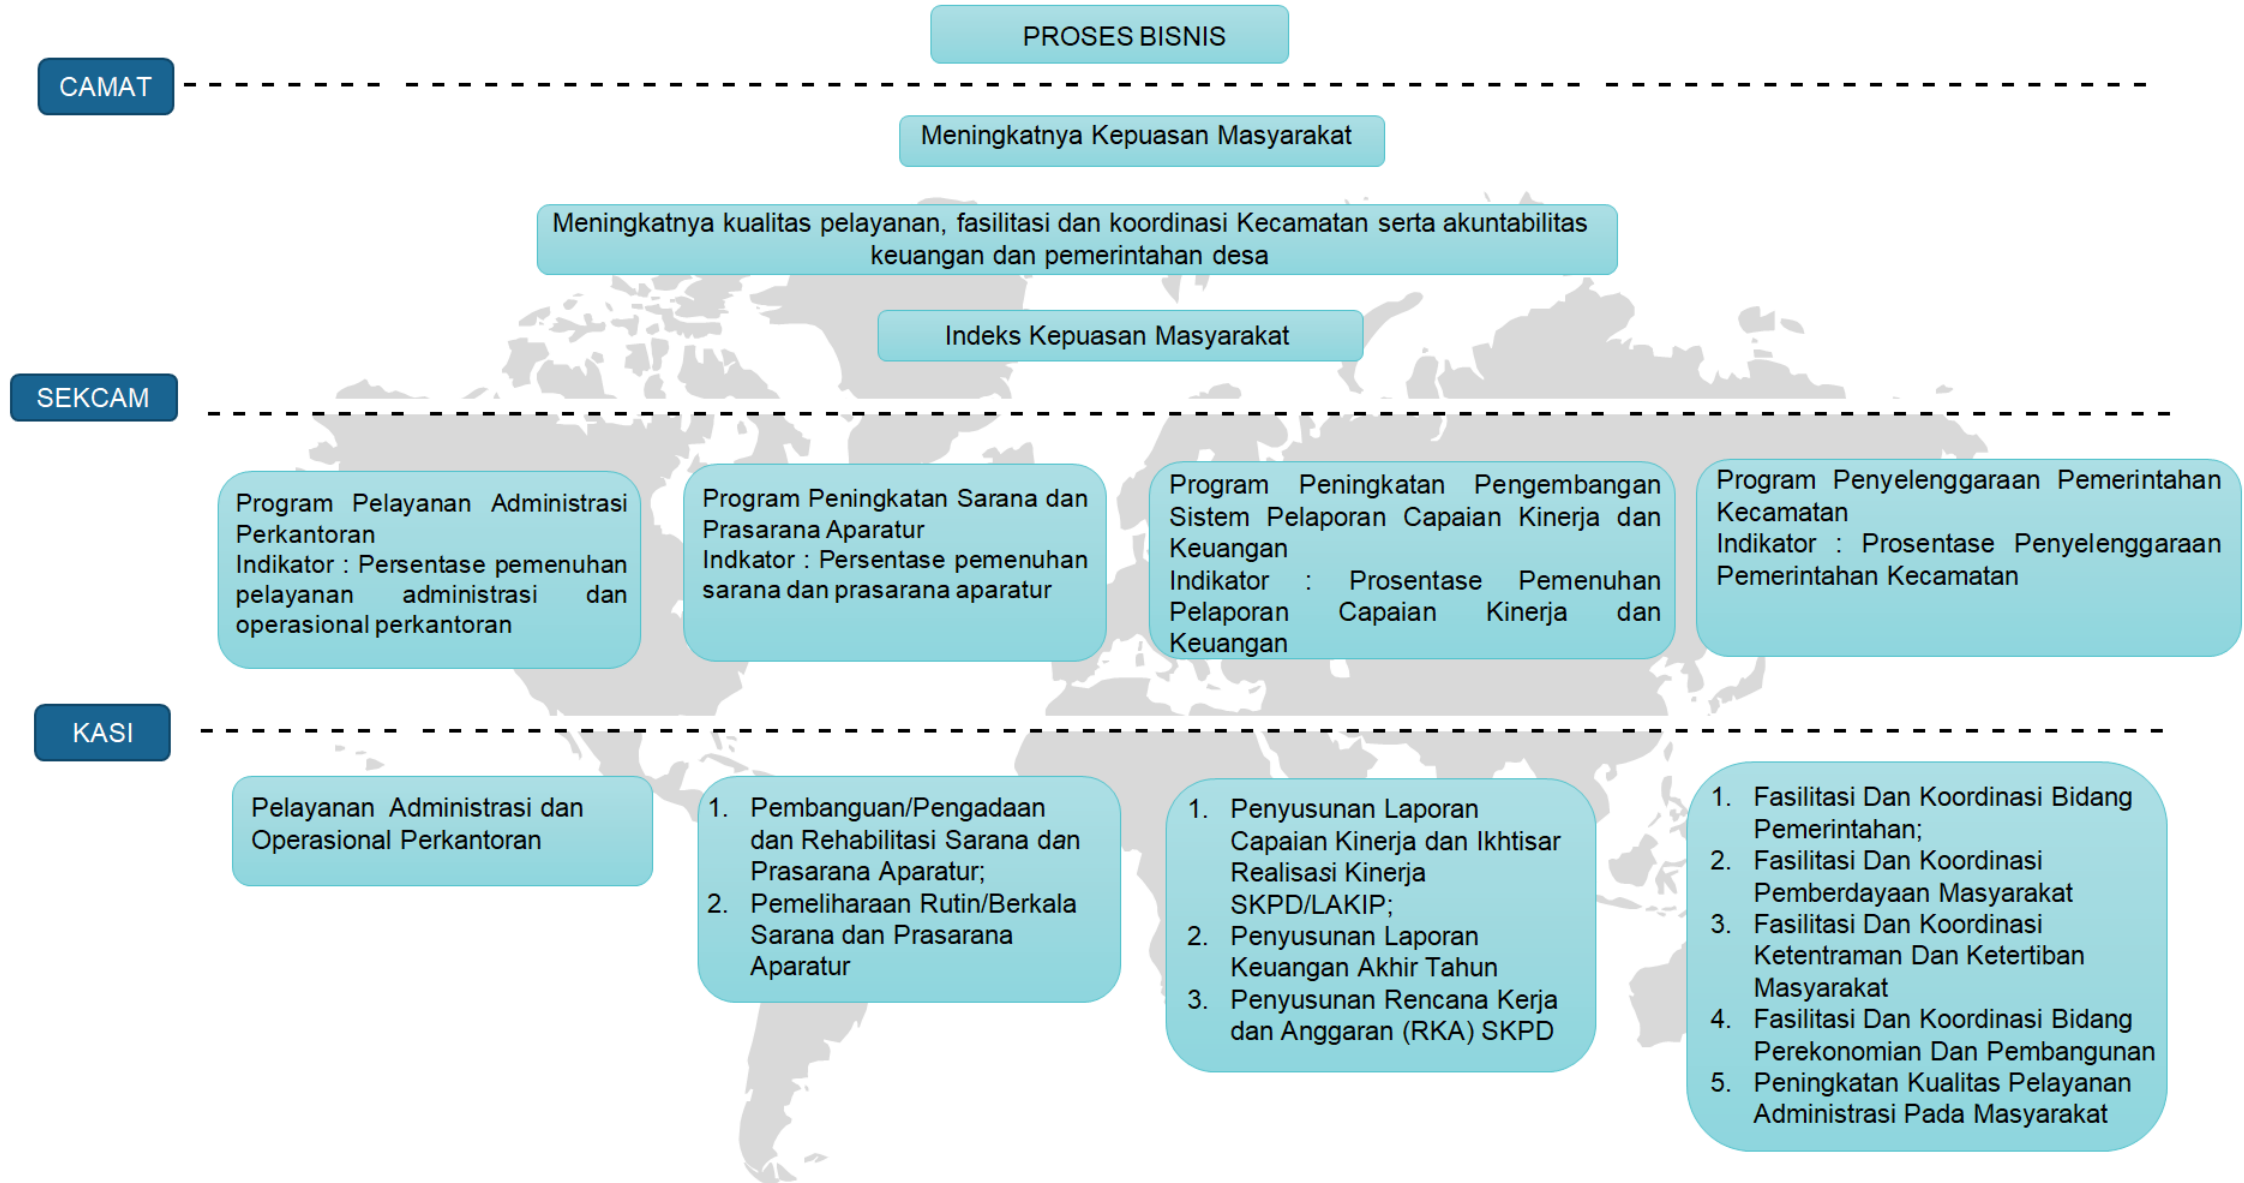 PROSES BISNIS
CAMAT
Meningkatnya Kepuasan Masyarakat
Meningkatnya kualitas pelayanan, fasilitasi dan koordinasi Kecamatan serta akuntabilitas
keuangan dan pemerintahan desa
Indeks Kepuasan Masyarakat
SEKCAM
Program Pelayanan Administrasi
Perkantoran
Indikator : Persentase pemenuhan
pelayanan administrasi dan
operasional perkantoran
Program Peningkatan Sarana dan
Prasarana Aparatur
Indkator : Persentase pemenuhan
sarana dan prasarana aparatur
Program Peningkatan Pengembangan
Sistem Pelaporan Capaian Kinerja dan
Keuangan
Indikator : Prosentase Pemenuhan
Pelaporan Capaian Kinerja dan
Keuangan
Program Penyelenggaraan Pemerintahan
Kecamatan
Indikator : Prosentase Penyelenggaraan
Pemerintahan Kecamatan
KASI
Pelayanan Administrasi dan
Operasional Perkantoran
1. Pembanguan/Pengadaan
dan Rehabilitasi Sarana dan
Prasarana Aparatur;
2. Pemeliharaan Rutin/Berkala
Sarana dan Prasarana
Aparatur
1. Penyusunan Laporan
Capaian Kinerja dan Ikhtisar
Realisasi Kinerja
SKPD/LAKIP;
2. Penyusunan Laporan
Keuangan Akhir Tahun
3. Penyusunan Rencana Kerja
dan Anggaran (RKA) SKPD
1. Fasilitasi Dan Koordinasi Bidang
Pemerintahan;
2. Fasilitasi Dan Koordinasi
Pemberdayaan Masyarakat
3. Fasilitasi Dan Koordinasi
Ketentraman Dan Ketertiban
Masyarakat
4. Fasilitasi Dan Koordinasi Bidang
Perekonomian Dan Pembangunan
5. Peningkatan Kualitas Pelayanan
Administrasi Pada Masyarakat